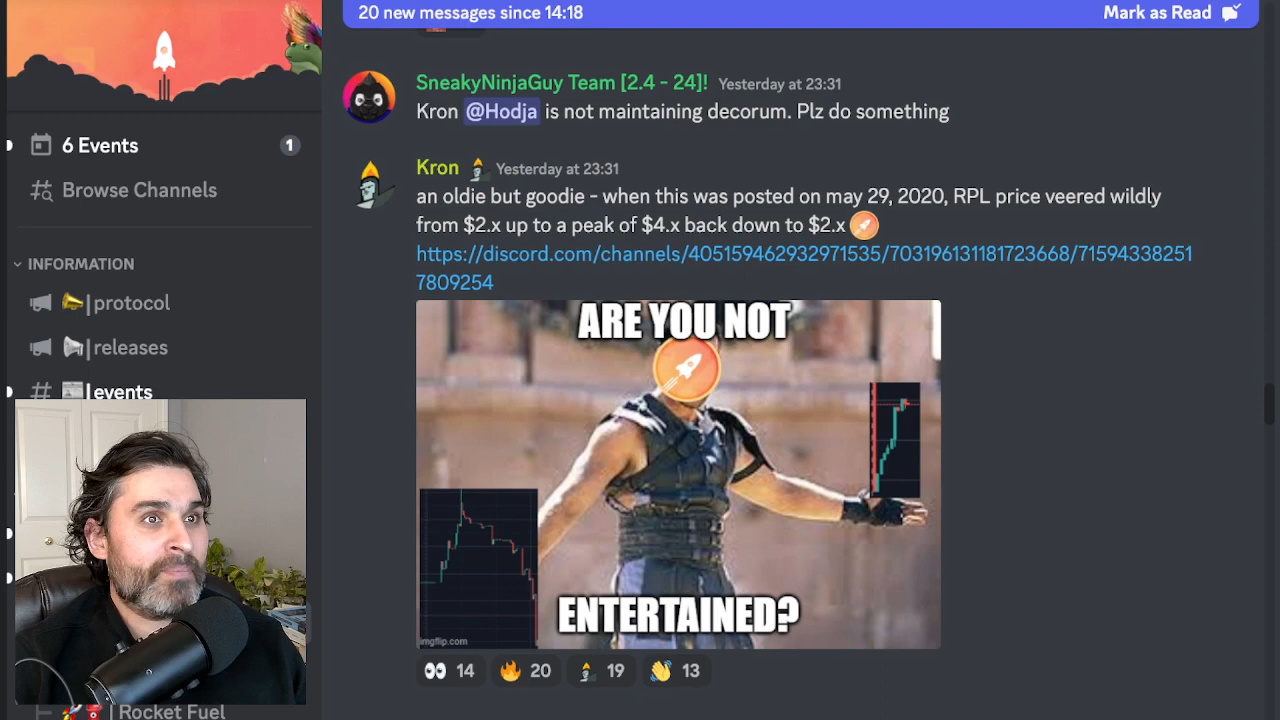 20 new messages since 14:18
Mark as Read
6 Events
1
Browse Channels
INFORMATION
protocol
releases
events
Rocket Fuel
SneakyNinjaGuy Team [2.4 - 24]! Yesterday at 23:31
Kron @Hodja is not maintaining decorum. Plz do something
Kron Yesterday at 23:31
an oldie but goodie - when this was posted on may 29, 2020, RPL price veered wildly
from $2.x up to a peak of $4.x back down to $2.x
https://discord.com/channels/405159462932971535/703196131181723668/71594338251
7809254
ARE YOU NOT
ENTERTAINED?
imgflip.com
14 20 19 13